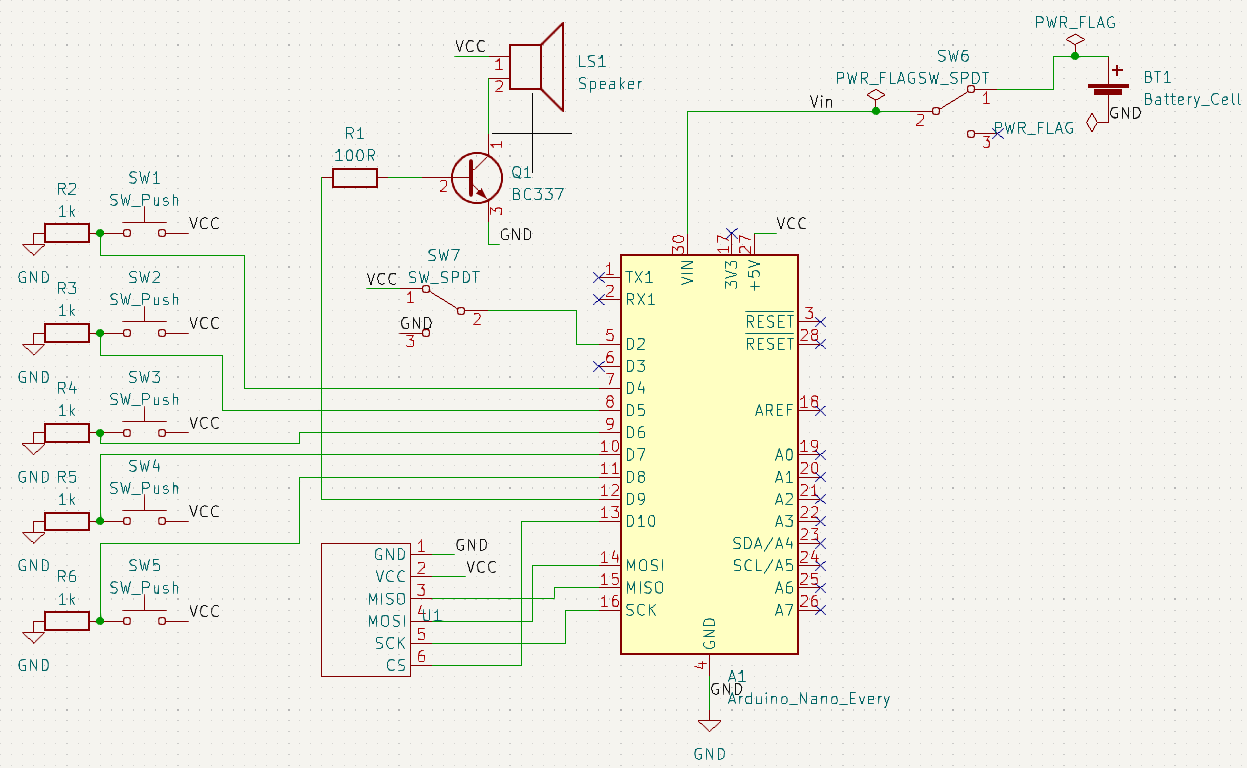 PWR_FLAG
VCC
1
2
LS1
Speaker
SW6
PWR_FLAG
SW_SPDT
1
2
3
PWR_FLAG
Vin
+
BT1
Battery_Cell
GND
R1
100R
1
2
3
Q1
BC337
GND
R2
1k
SW1
SW_Push
VCC
GND
R3
1k
SW2
SW_Push
VCC
GND
R4
1k
SW3
SW_Push
VCC
GND
R5
1k
SW4
SW_Push
VCC
GND
R6
1k
SW5
SW_Push
VCC
GND
SW7
VCC
SW_SPDT
1
2
GND
3
VCC
30
17
27
VIN
3V3
+5V
1 TX1
2 RX1
5 D2
6 D3
7 D4
8 D5
9 D6
10 D7
11 D8
12 D9
13 D10
14 MOSI
15 MISO
16 SCK
RESET 3
RESET 28
AREF 18
A0 19
A1 20
A2 21
A3 22
SDA/A4 23
SCL/A5 24
A6 25
A7 26
GND
4
A1
GND
Arduino_Nano_Every
GND
GND 1 GND
VCC 2 VCC
MISO 3
MOSI 4 U1
SCK 5
CS 6